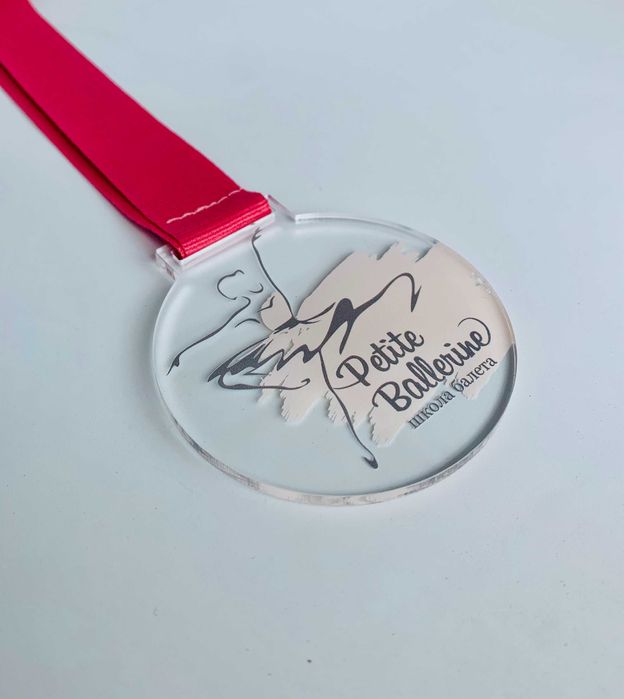 Petite
Ballerine
школа балета